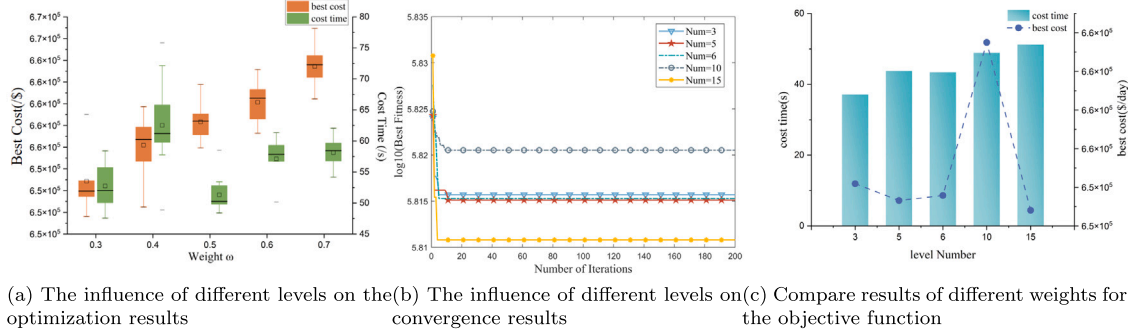 best cost
cost time
6.7×10⁵
6.7×10⁵
6.6×10⁵
6.6×10⁵
6.6×10⁵
6.6×10⁵
6.6×10⁵
6.5×10⁵
6.5×10⁵
6.5×10⁵
Best Cost(/$)
80
75
70
65
60
55
50
45
Cost Time (/s)
0.3 0.4 0.5 0.6 0.7
Weight ω
5.835
5.83
5.825
5.82
5.815
5.81
log10(Best Fitness)
Num=3
Num=5
Num=6
Num=10
Num=15
0 20 40 60 80 100 120 140 160 180 200
Number of Iterations
60
40
20
0
cost time(s)
cost time
best cost
6.6×10⁵
6.6×10⁵
6.6×10⁵
6.6×10⁵
6.5×10⁵
6.5×10⁵
best cost($/day)
3 5 6 10 15
level Number
(a) The influence of different levels on the
optimization results
(b) The influence of different levels on
convergence results
(c) Compare results of different weights for
the objective function